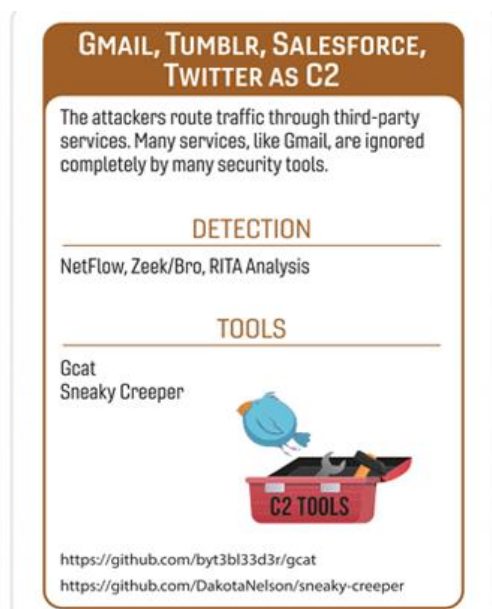 GMAIL, TUMBLR, SALESFORCE,
TWITTER AS C2
The attackers route traffic through third-party
services. Many services, like Gmail, are ignored
completely by many security tools.
DETECTION
NetFlow, Zeek/Bro, RITA Analysis
TOOLS
Gcat
Sneaky Creeper
C2 TOOLS
https://github.com/byt3bl33d3r/gcat
https://github.com/DakotaNelson/sneaky-creeper